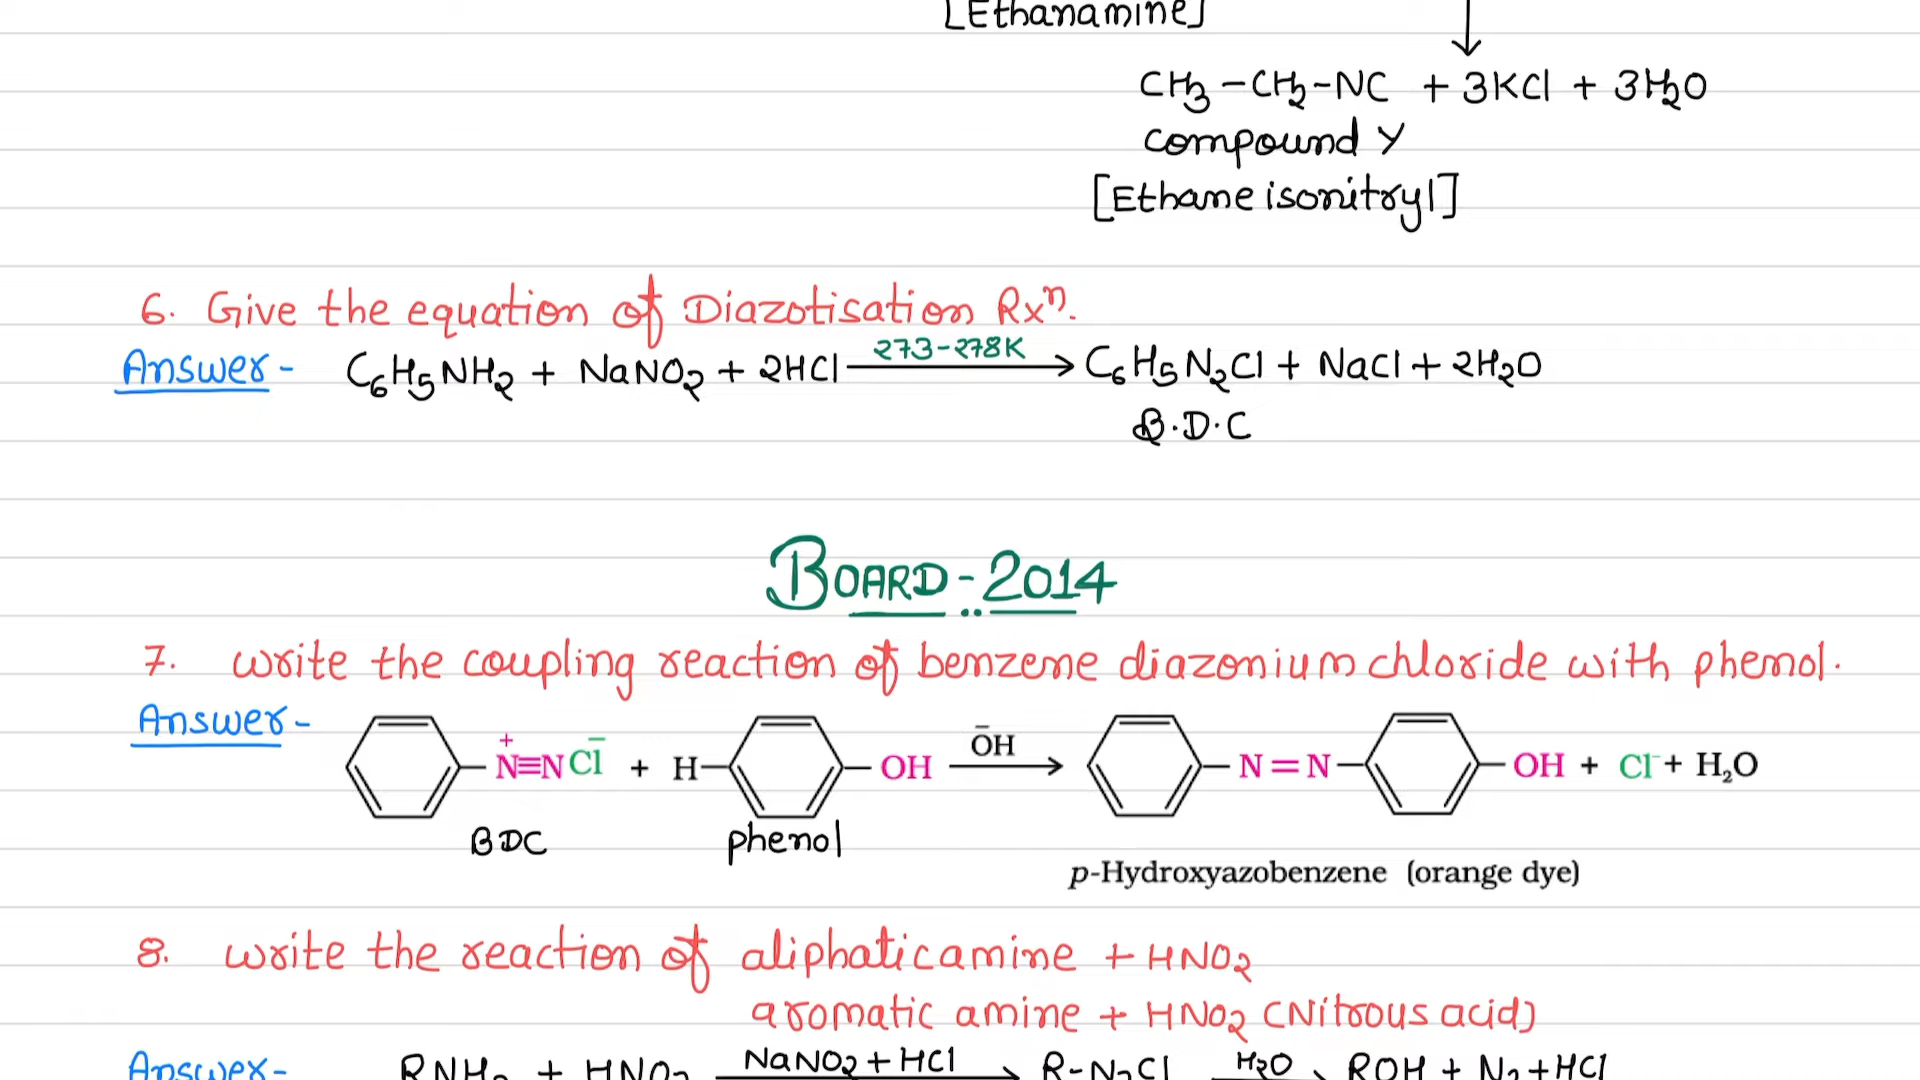 [Ethanamine]
CH3-CH2-NC + 3KCl + 3H2O
compound Y
[Ethane isonitryl]
6. Give the equation of Diazotisation Rxⁿ.
273-278K
Answer- C6H5NH2 + NaNO2 + 2HCl → C6H5N2Cl + NaCl + 2H2O
B.D.C
BOARD-2014
7. write the coupling reaction of benzene diazonium chloride with phenol.
Answer-
N⁺≡NCl⁻ + H OH → ŌH N=N OH + Cl⁻ + H₂O
BDC phenol
p-Hydroxyazobenzene (orange dye)
8. write the reaction of aliphatic amine + HNO2
aromatic amine + HNO2 (Nitrous acid)
Answer- RNH2 + HNO2 NaNO2+HCl → R-N2Cl H2O → ROH + N2+HCl